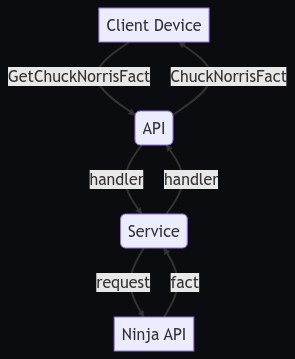 Client Device
GetChuckNorrisFact
ChuckNorrisFact
API
handler
handler
Service
request
fact
Ninja API